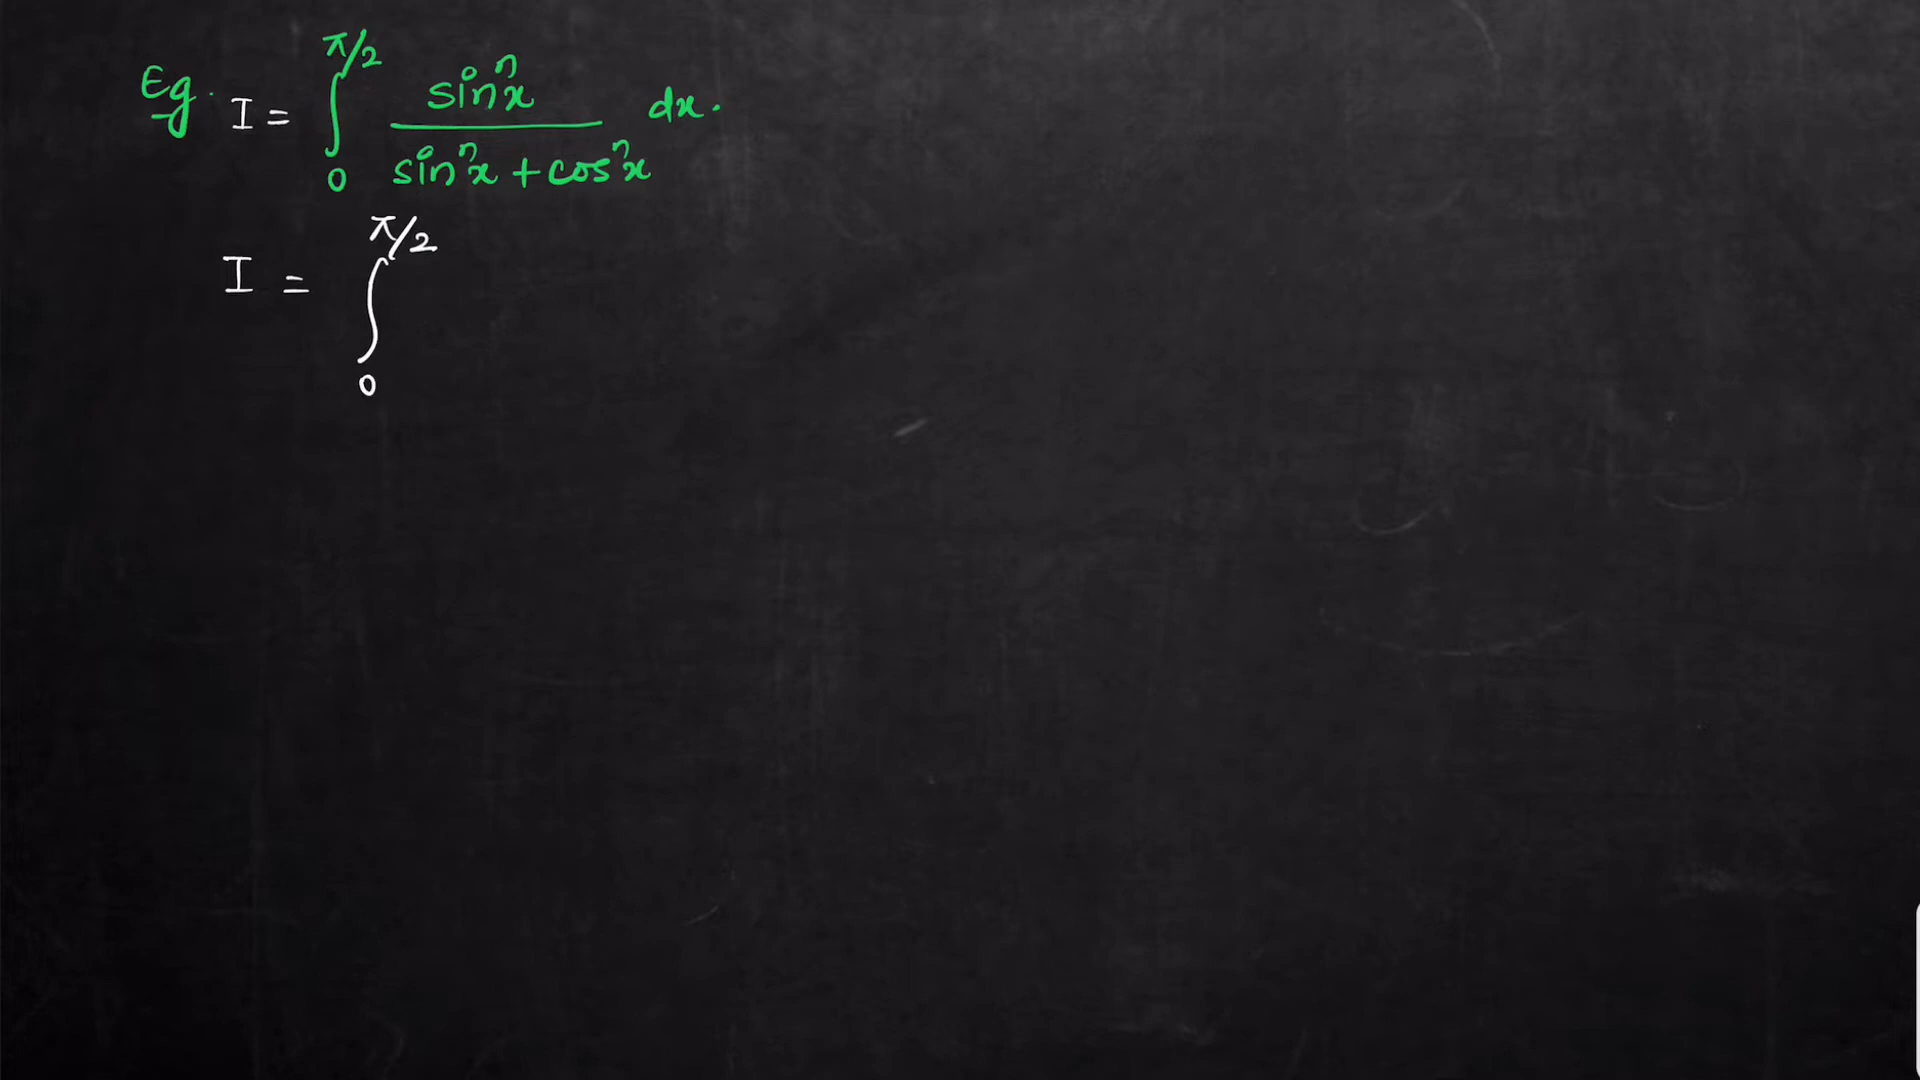 Eg. I = ∫₀^{π/2} sinⁿx / (sinⁿx + cosⁿx) dx.
I = ∫₀^{π/2}